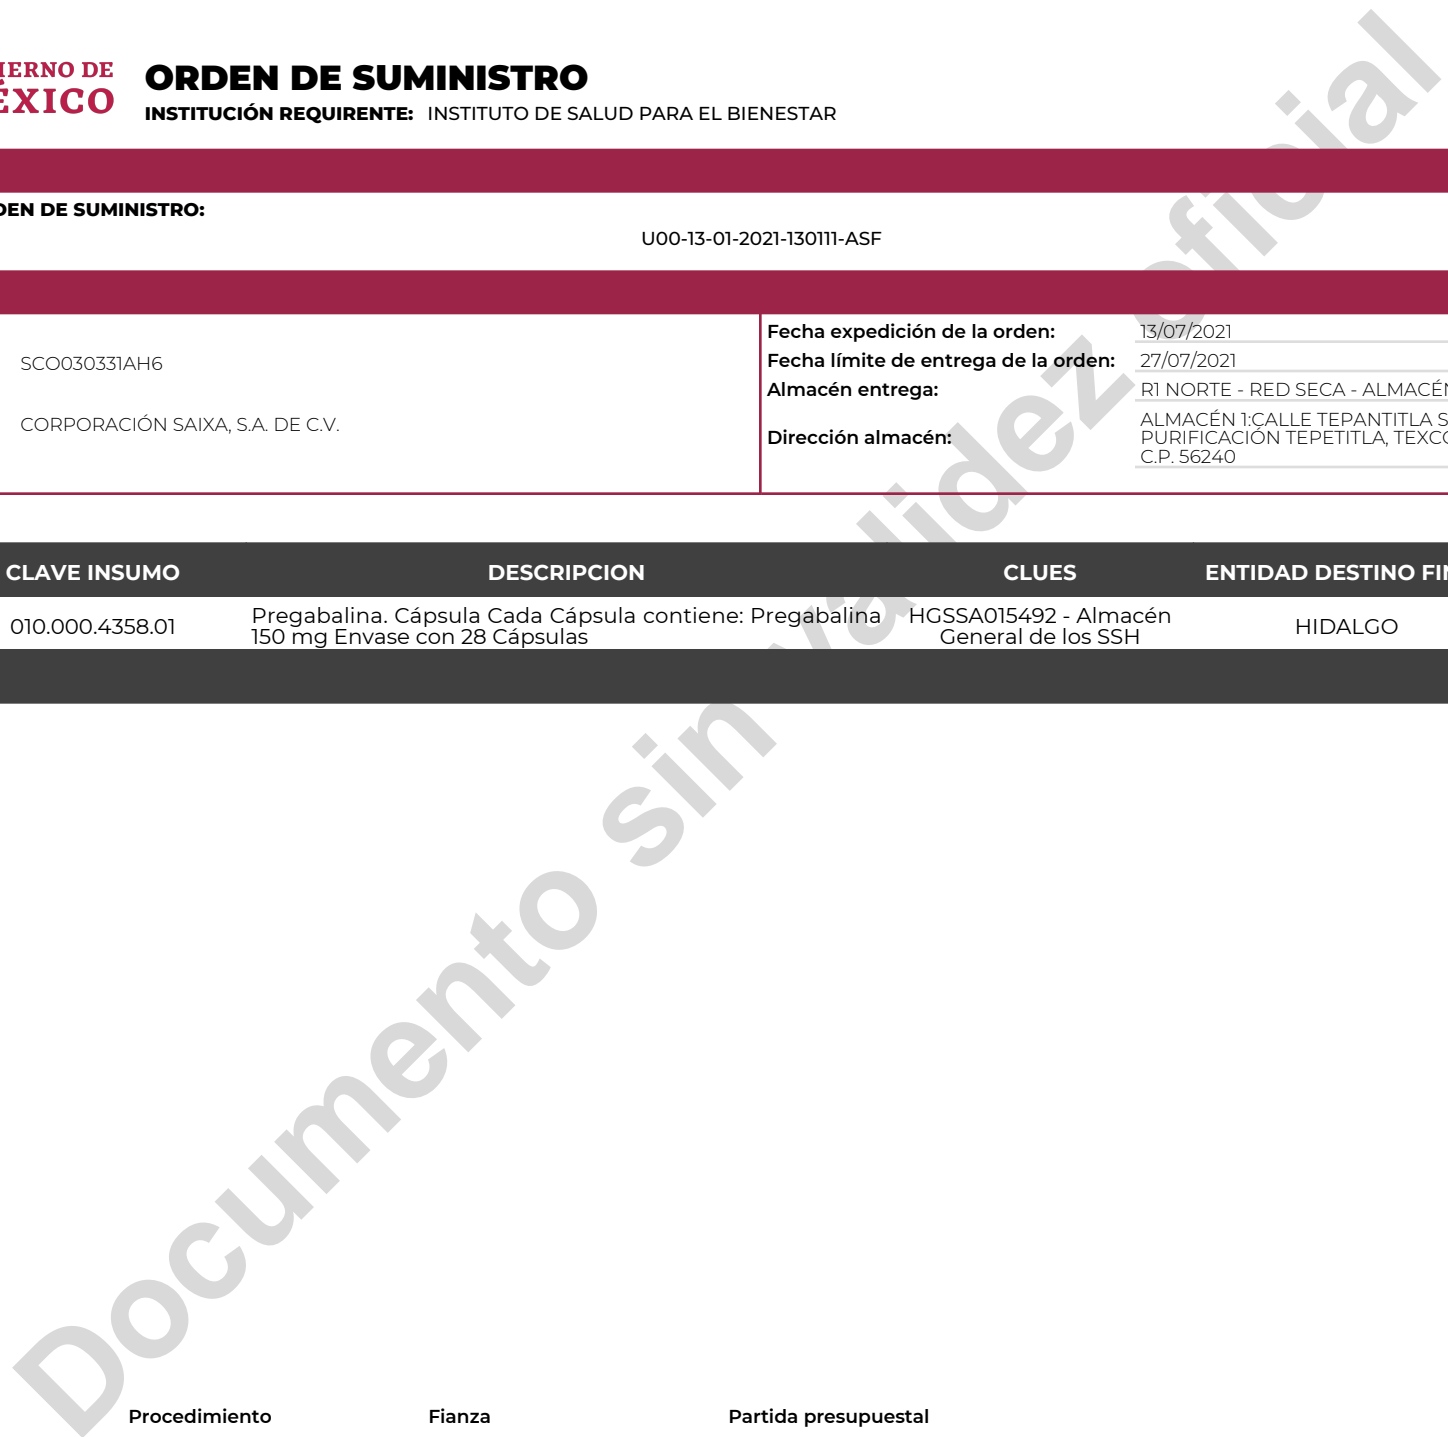 ORDEN DE SUMINISTRO
INSTITUCIÓN REQUIRENTE: INSTITUTO DE SALUD PARA EL BIENESTAR
IERNO DE
ÉXICO
DEN DE SUMINISTRO:
U00-13-01-2021-130111-ASF
SCO030331AH6
CORPORACIÓN SAIXA, S.A. DE C.V.
Fecha expedición de la orden: 13/07/2021
Fecha límite de entrega de la orden: 27/07/2021
Almacén entrega: R1 NORTE - RED SECA - ALMACÉN
Dirección almacén:
ALMACÉN 1:CALLE TEPANTITLA S
PURIFICACIÓN TEPETITLA, TEXCO
C.P. 56240
CLAVE INSUMO DESCRIPCION CLUES ENTIDAD DESTINO FIN
010.000.4358.01
Pregabalina. Cápsula Cada Cápsula contiene: Pregabalina
150 mg Envase con 28 Cápsulas
HGSSA015492 - Almacén
General de los SSH
HIDALGO
Documento sin validez oficial
Procedimiento Fianza Partida presupuestal